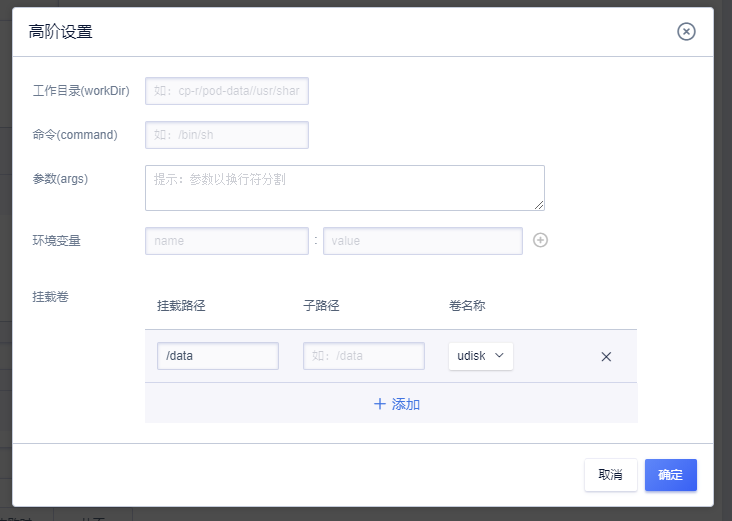 高阶设置
工作目录(workDir)
如：cp-r/pod-data//usr/shar
命令(command)
如：/bin/sh
参数(args)
提示：参数以换行符分割
环境变量
name : value
挂载卷
挂载路径 子路径 卷名称
/data 如：/data udisk
添加
取消 确定